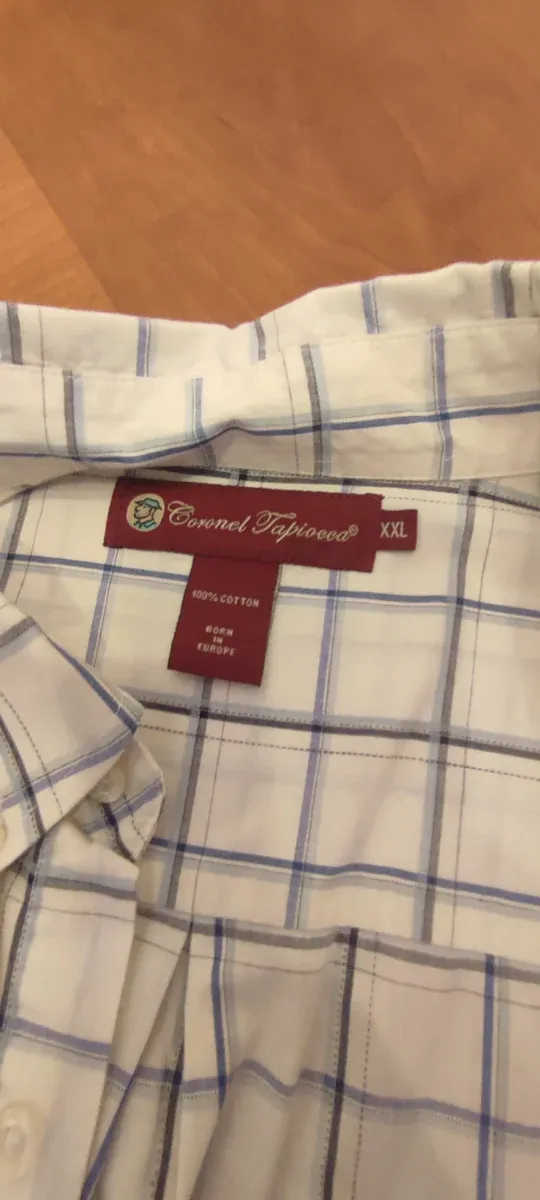 Coronel Tapiocca®
XXL
100% COTTON
BORN
IN
EUROPE